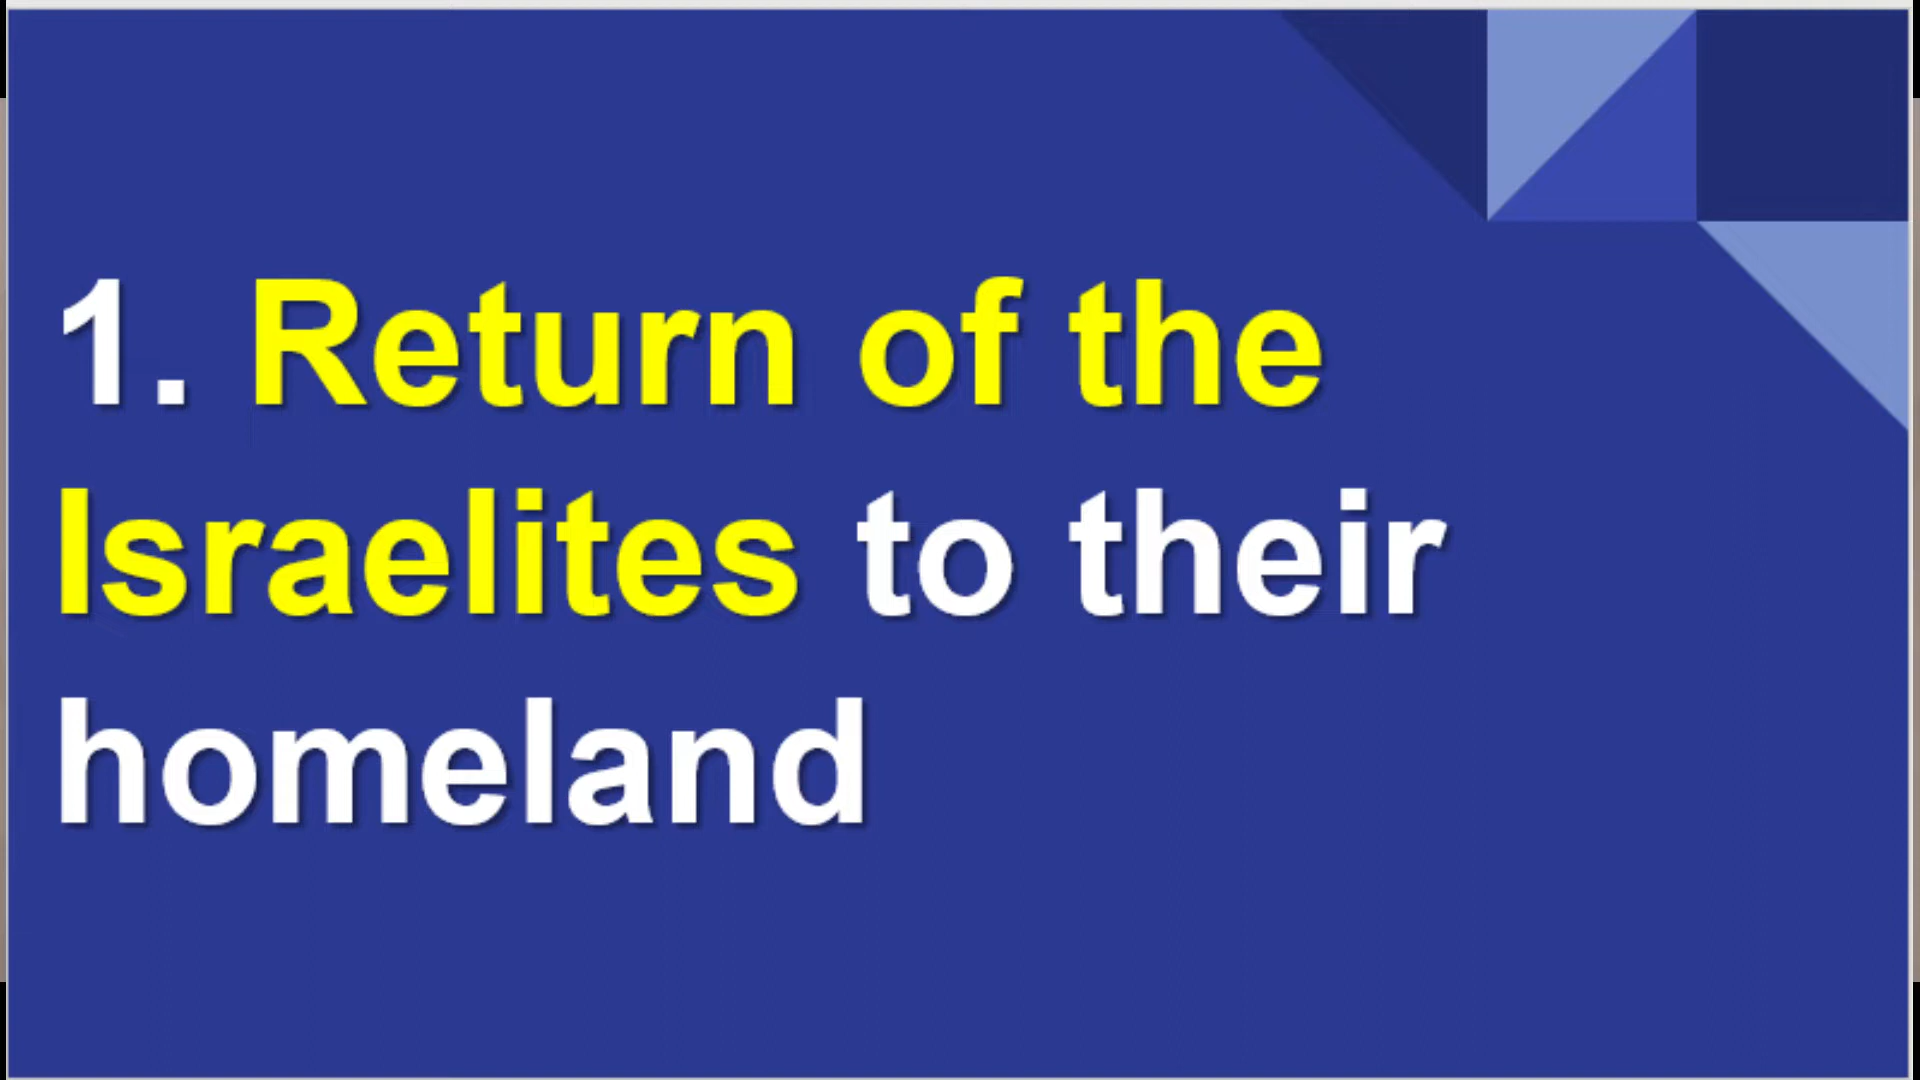 1. Return of the
Israelites to their
homeland